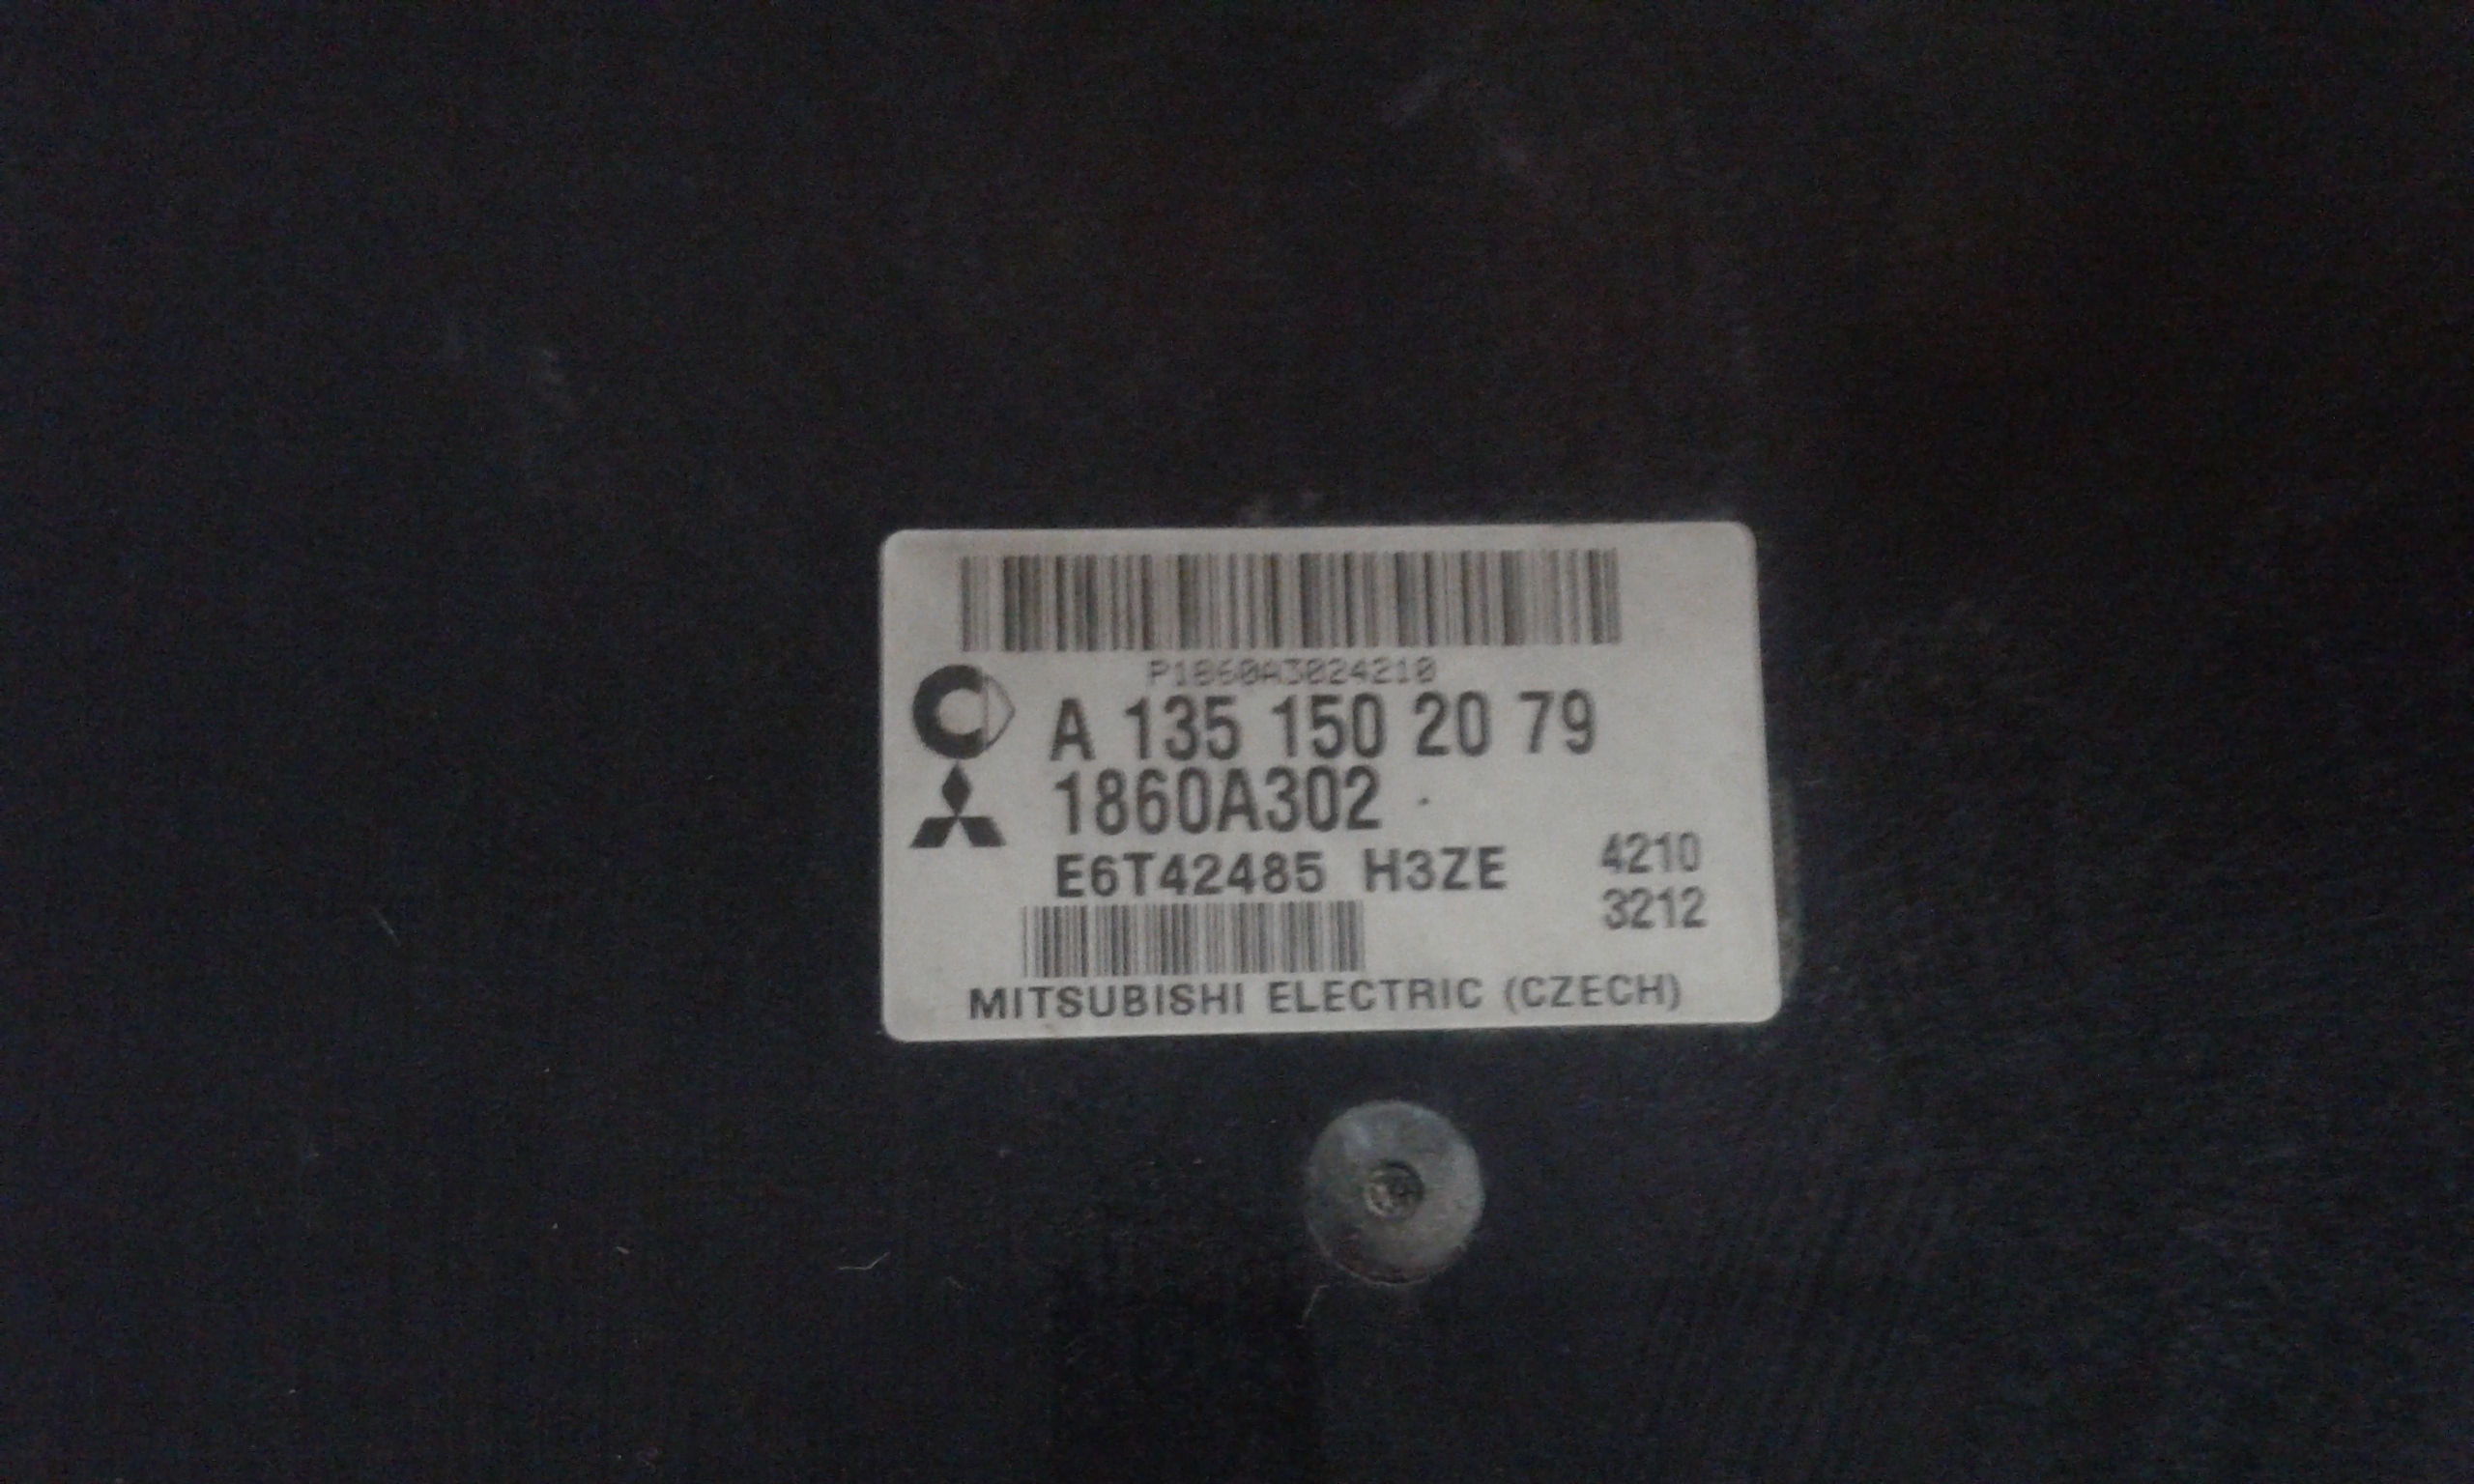 P1860A3024210
A 135 150 20 79
1860A302
E6T42485 H3ZE 4210
3212
MITSUBISHI ELECTRIC (CZECH)